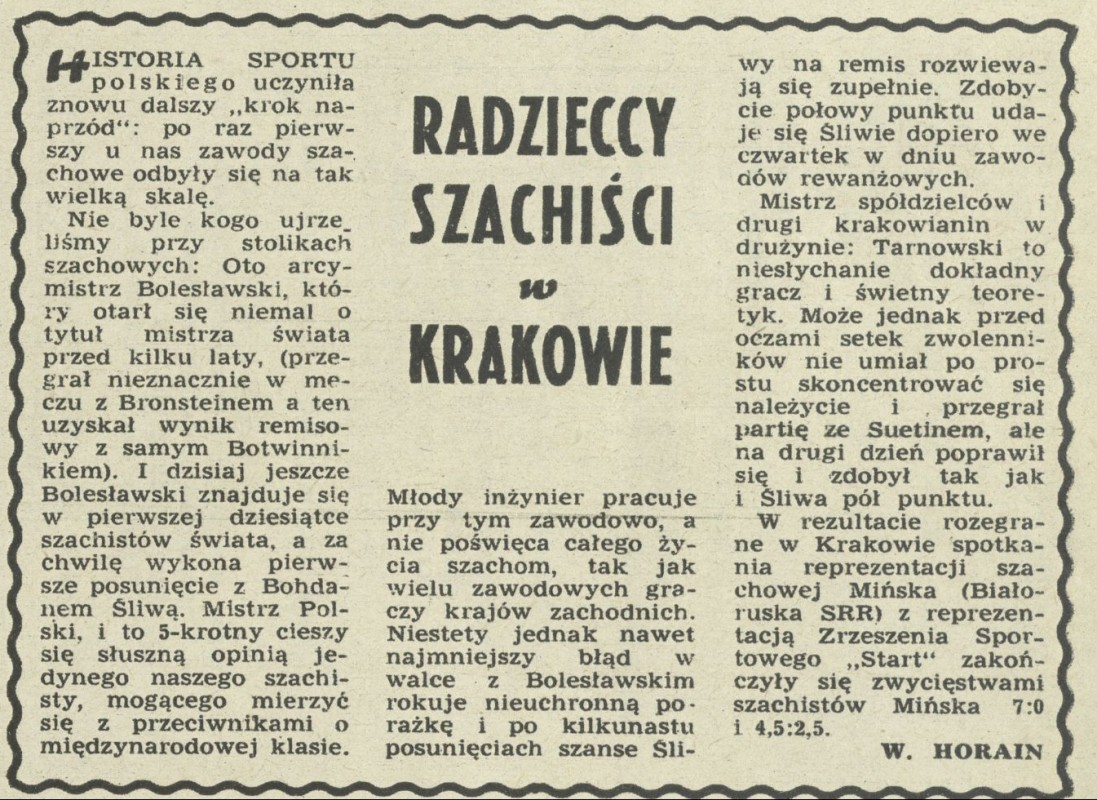 RADZIECCY
SZACHIŚCI
w
KRAKOWIE
HISTORIA SPORTU
polskiego uczyniła
znowu dalszy „krok na-
przód“: po raz pierw-
szy u nas zawody sza-
chowe odbyły się na tak
wielką skalę.
Nie byle kogo ujrze-
liśmy przy stolikach
szachowych: Oto arcy-
mistrz Bolesławski, któ-
ry otarł się niemal o
tytuł mistrza świata
przed kilku laty, (prze-
grał nieznacznie w me-
czu z Bronsteinem a ten
uzyskał wynik remiso-
wy z samym Botwinni-
kiem). I dzisiaj jeszcze
Bolesławski znajduje się
w pierwszej dziesiątce
szachistów świata, a za
chwilę wykona pierw-
sze posunięcie z Bohda-
nem Śliwą. Mistrz Pol-
ski, i to 5-krotny cieszy
się słuszną opinią je-
dynego naszego szachi-
sty, mogącego mierzyć
się z przeciwnikami o
międzynarodowej klasie.
Młody inżynier pracuje
przy tym zawodowo, a
nie poświęca całego ży-
cia szachom, tak jak
wielu zawodowych gra-
czy krajów zachodnich.
Niestety jednak nawet
najmniejszy błąd w
walce z Bolesławskim
rokuje nieuchronną po-
rażkę i po kilkunastu
posunięciach szanse Śli-
wy na remis rozwiewa-
ją się zupełnie. Zdoby-
cie połowy punktu uda-
je się Śliwie dopiero we
czwartek w dniu zawo-
dów rewanżowych.
Mistrz spółdzielców i
drugi krakowianin w
drużynie: Tarnowski to
niesłychanie dokładny
gracz i świetny teore-
tyk. Może jednak przed
oczami setek zwolenni-
ków nie umiał po pro-
stu skoncentrować się
należycie i przegrał
partię ze Suetinem, ale
na drugi dzień poprawił
się i zdobył tak jak
i Śliwa pół punktu.
W rezultacie rozegra-
ne w Krakowie spotka-
nia reprezentacji sza-
chowej Mińska (Biało-
ruska SRR) z reprezen-
tacją Zrzeszenia Spor-
towego „Start“ zakoń-
czyły się zwycięstwami
szachistów Mińska 7:0
i 4,5:2,5.
W. HORAIN